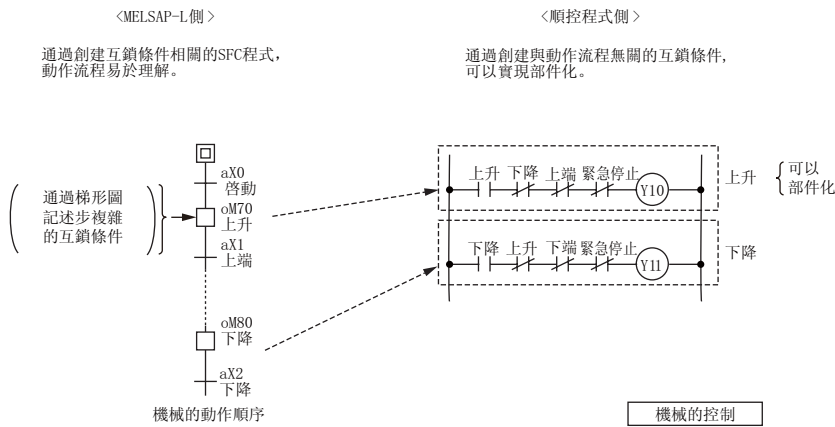 <MELSAP-L側>
通過創建互鎖條件相關的SFC程式，
動作流程易於理解。
通過梯形圖
記述步複雜
的互鎖條件
aX0
啓動
oM70
上升
aX1
上端
oM80
下降
aX2
下降
機械的動作順序
<順控程式側>
通過創建與動作流程無關的互鎖條件，
可以實現部件化。
上升 下降 上端 緊急停止
Y10
上升
可以
部件化
下降 上升 下端 緊急停止
Y11
下降
機械的控制